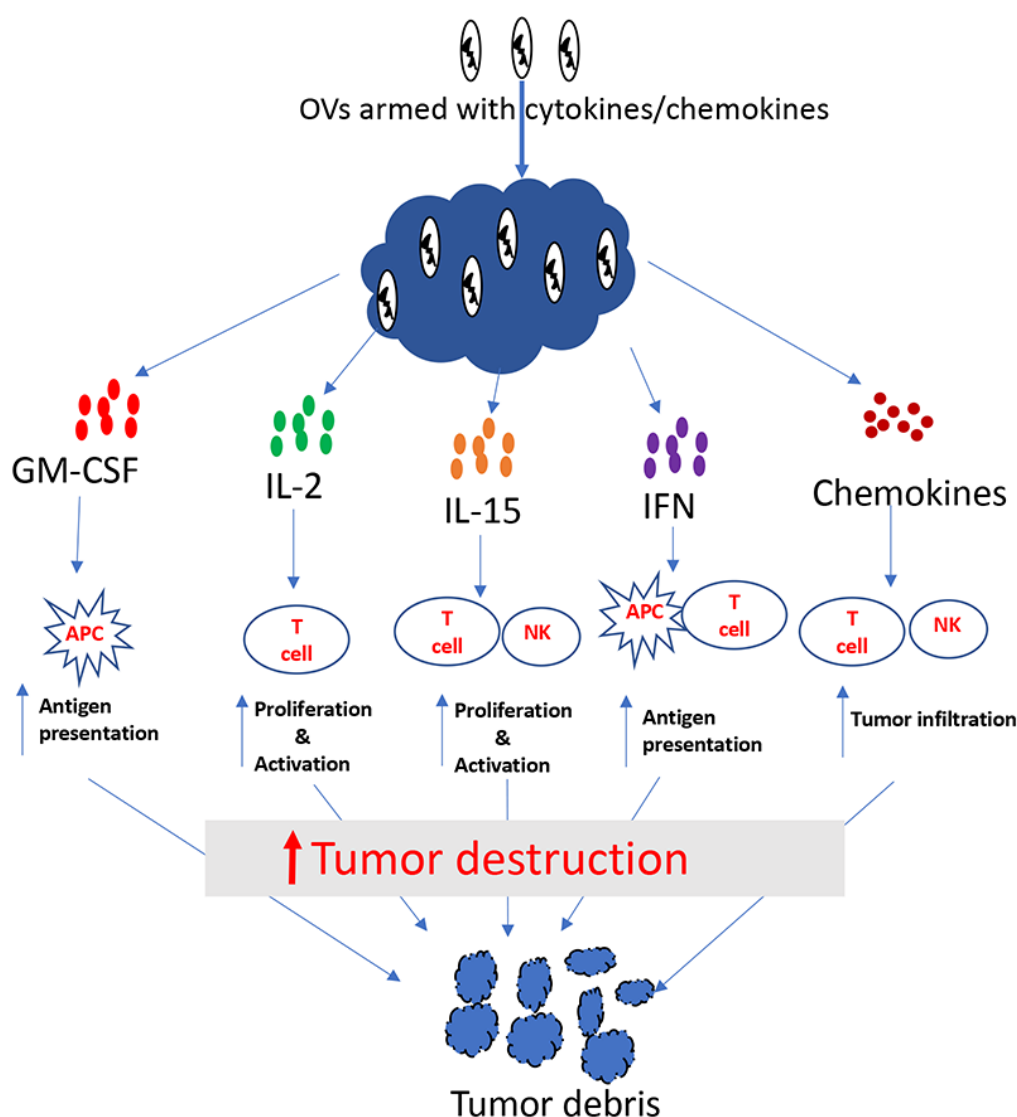 OVs armed with cytokines/chemokines
GM-CSF
IL-2
IL-15
IFN
Chemokines
APC
T
cell
T
cell
NK
APC
T
cell
T
cell
NK
Antigen
presentation
Proliferation
&
Activation
Proliferation
&
Activation
Antigen
presentation
Tumor infiltration
Tumor destruction
Tumor debris